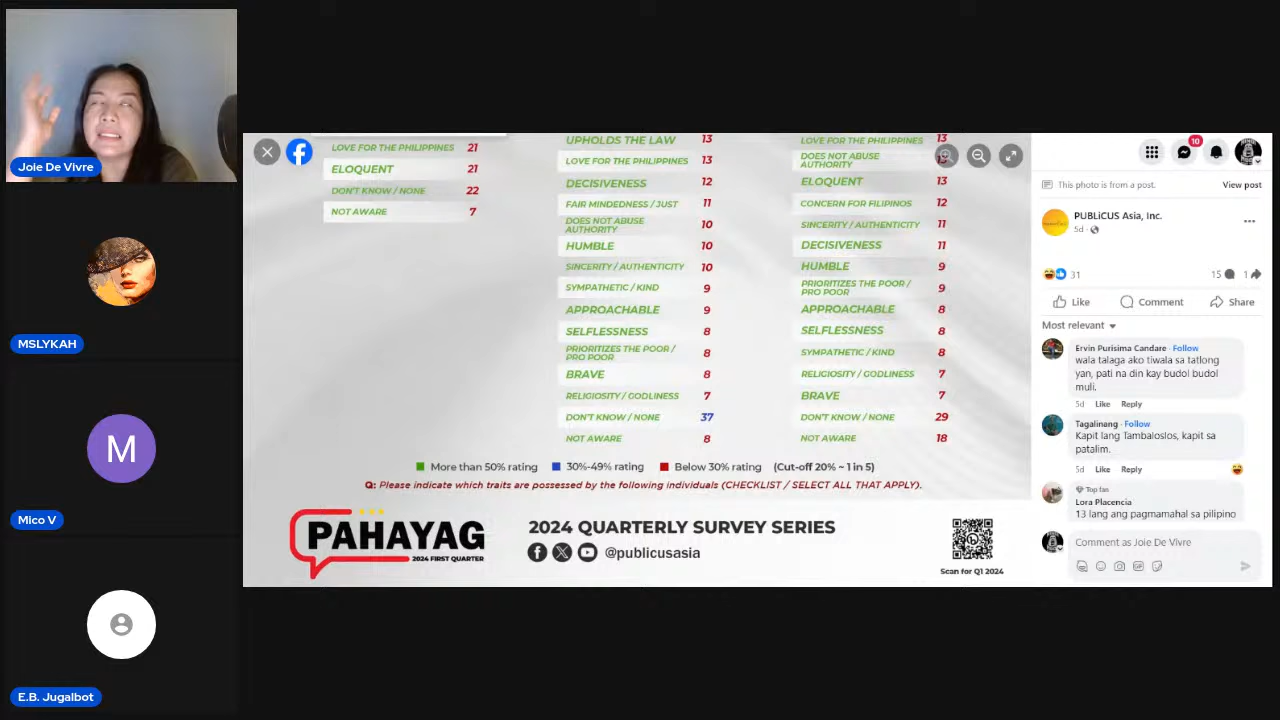 Joie De Vivre
MSLYKAH
M
Mico V
E.B. Jugalbot
LOVE FOR THE PHILIPPINES 21
ELOQUENT 21
DON'T KNOW / NONE 22
NOT AWARE 7
UPHOLDS THE LAW 13
LOVE FOR THE PHILIPPINES 13
DECISIVENESS 12
FAIR MINDEDNESS / JUST 11
DOES NOT ABUSE
AUTHORITY 10
HUMBLE 10
SINCERITY / AUTHENTICITY 10
SYMPATHETIC / KIND 9
APPROACHABLE 9
SELFLESSNESS 8
PRIORITIZES THE POOR /
PRO POOR 8
BRAVE 8
RELIGIOSITY / GODLINESS 7
DON'T KNOW / NONE 37
NOT AWARE 8
LOVE FOR THE PHILIPPINES 13
DOES NOT ABUSE
AUTHORITY
ELOQUENT 13
CONCERN FOR FILIPINOS 12
SINCERITY / AUTHENTICITY 11
DECISIVENESS 11
HUMBLE 9
PRIORITIZES THE POOR /
PRO POOR 9
APPROACHABLE 8
SELFLESSNESS 8
SYMPATHETIC / KIND 8
RELIGIOSITY / GODLINESS 7
BRAVE 7
DON'T KNOW / NONE 29
NOT AWARE 18
More than 50% rating 30%-49% rating Below 30% rating (Cut-off 20% ~ 1 in 5)
Q: Please indicate which traits are possessed by the following individuals (CHECKLIST / SELECT ALL THAT APPLY).
PAHAYAG
2024 FIRST QUARTER
2024 QUARTERLY SURVEY SERIES
@publicusasia
Scan for Q1 2024
10
This photo is from a post. View post
PUBLiCUS Asia, Inc.
5d
31 15 1
Like Comment Share
Most relevant
Ervin Purisima Candare · Follow
wala talaga ako tiwala sa tatlong
yan, pati na din kay budol budol
muli.
5d Like Reply
Tagalinang · Follow
Kapit lang Tambaloslos, kapit sa
patalim.
5d Like Reply
Top fan
Lora Placencia
13 lang ang pagmamahal sa pilipino
Comment as Joie De Vivre